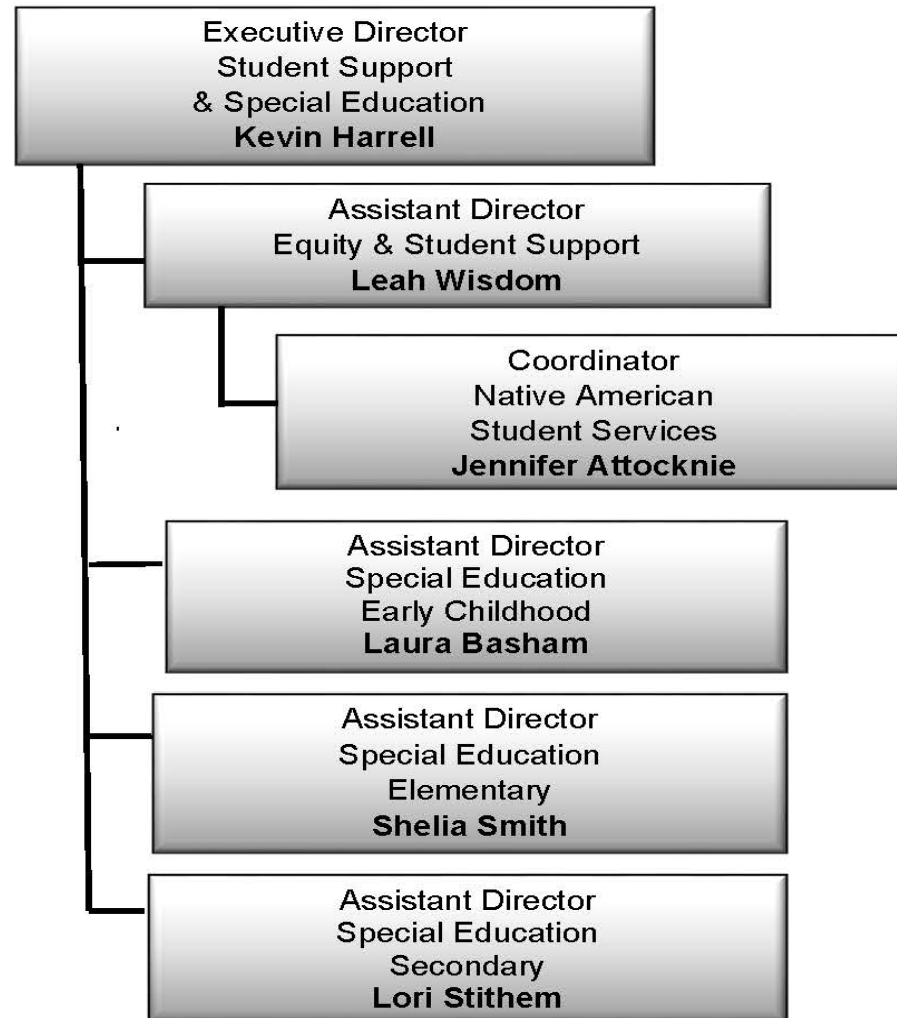 Executive Director
Student Support
& Special Education
Kevin Harrell
Assistant Director
Equity & Student Support
Leah Wisdom
Coordinator
Native American
Student Services
Jennifer Attocknie
Assistant Director
Special Education
Early Childhood
Laura Basham
Assistant Director
Special Education
Elementary
Shelia Smith
Assistant Director
Special Education
Secondary
Lori Stithem